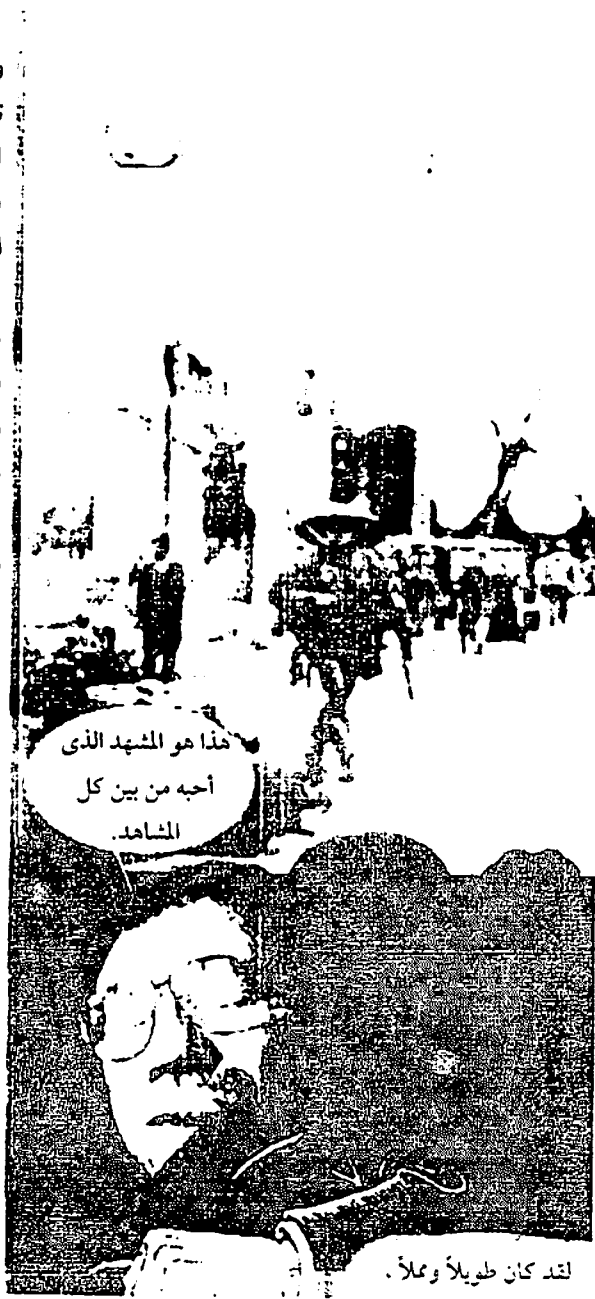 هذا هو المشهد الذى
أحبه من بين كل
المشاهد.
لقد كان طويلاً ومملاً .